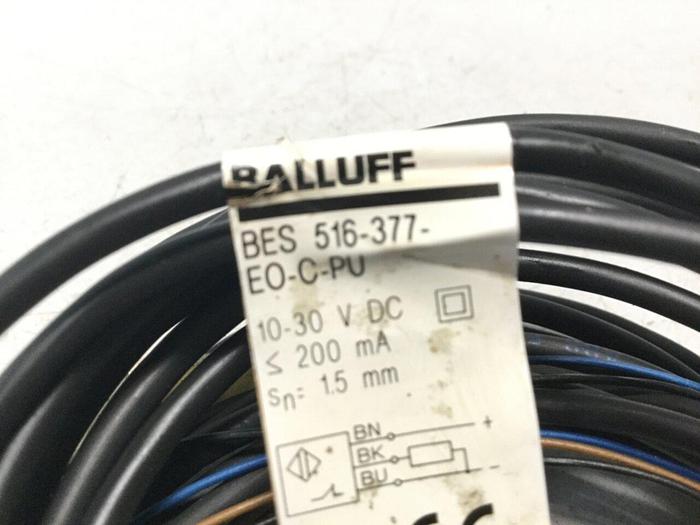 BALLUFF
BES 516-377-
EO-C-PU
10-30 V DC
≤ 200 mA
sn= 1.5 mm
BN +
BK
BU -